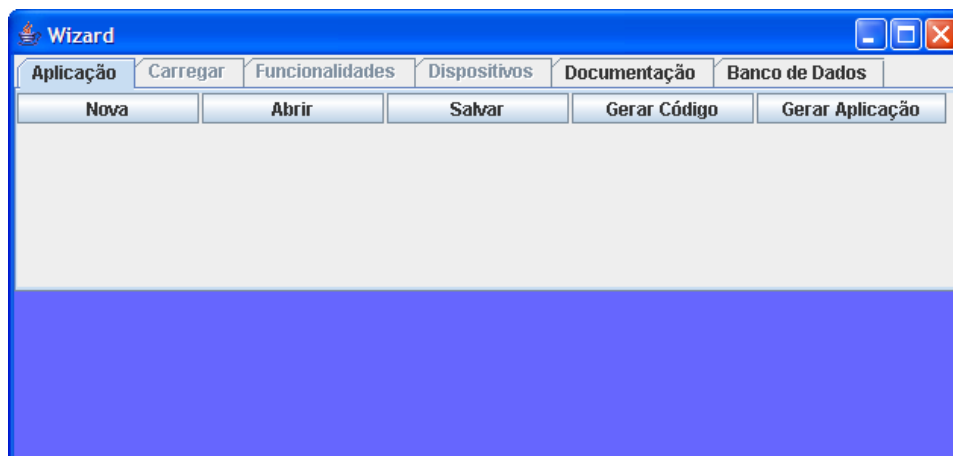 Wizard
Aplicação Carregar Funcionalidades Dispositivos Documentação Banco de Dados
Nova Abrir Salvar Gerar Código Gerar Aplicação